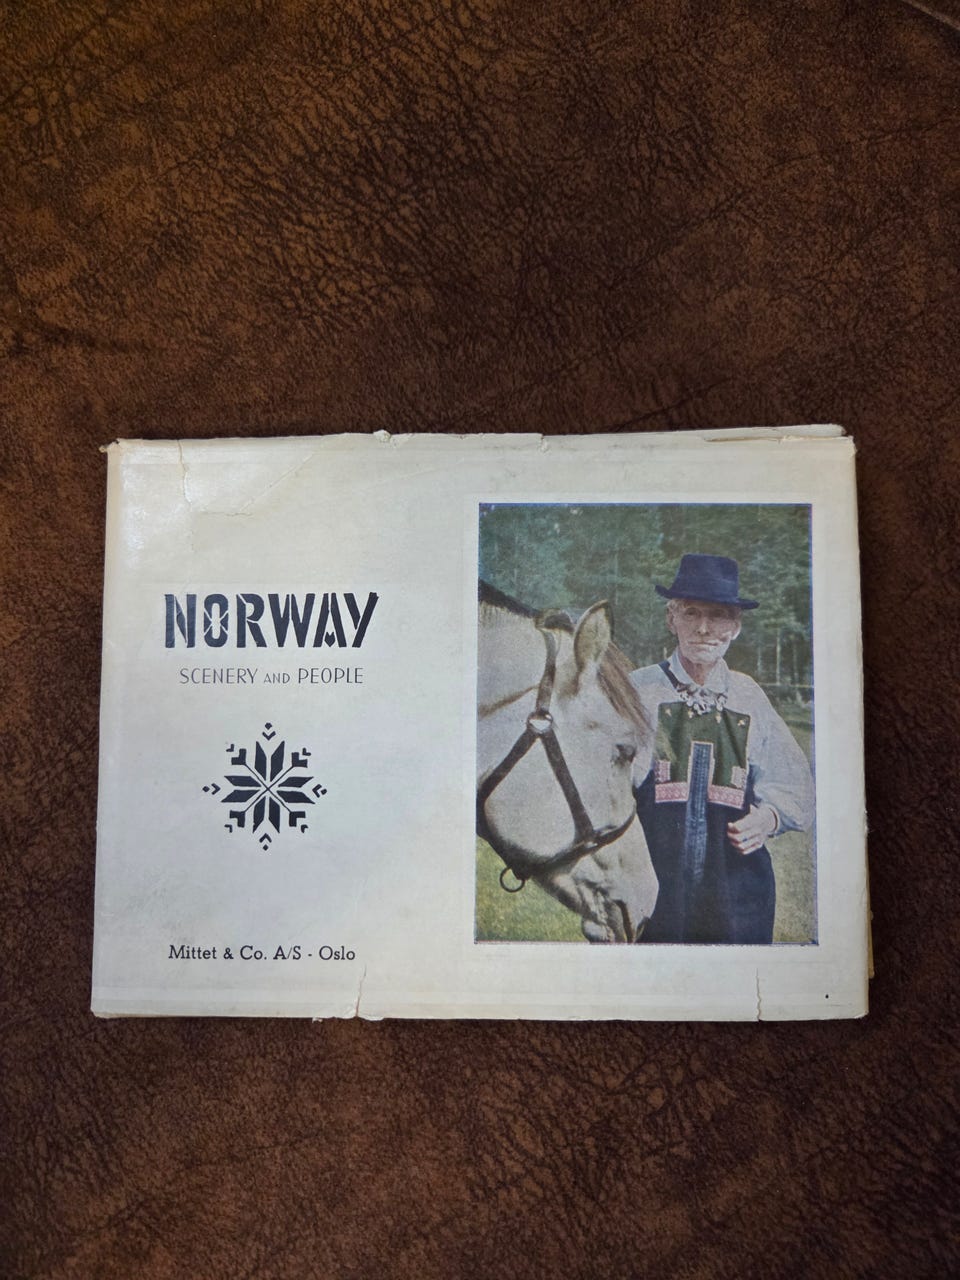 NORWAY
SCENERY AND PEOPLE
Mittet & Co. A/S - Oslo